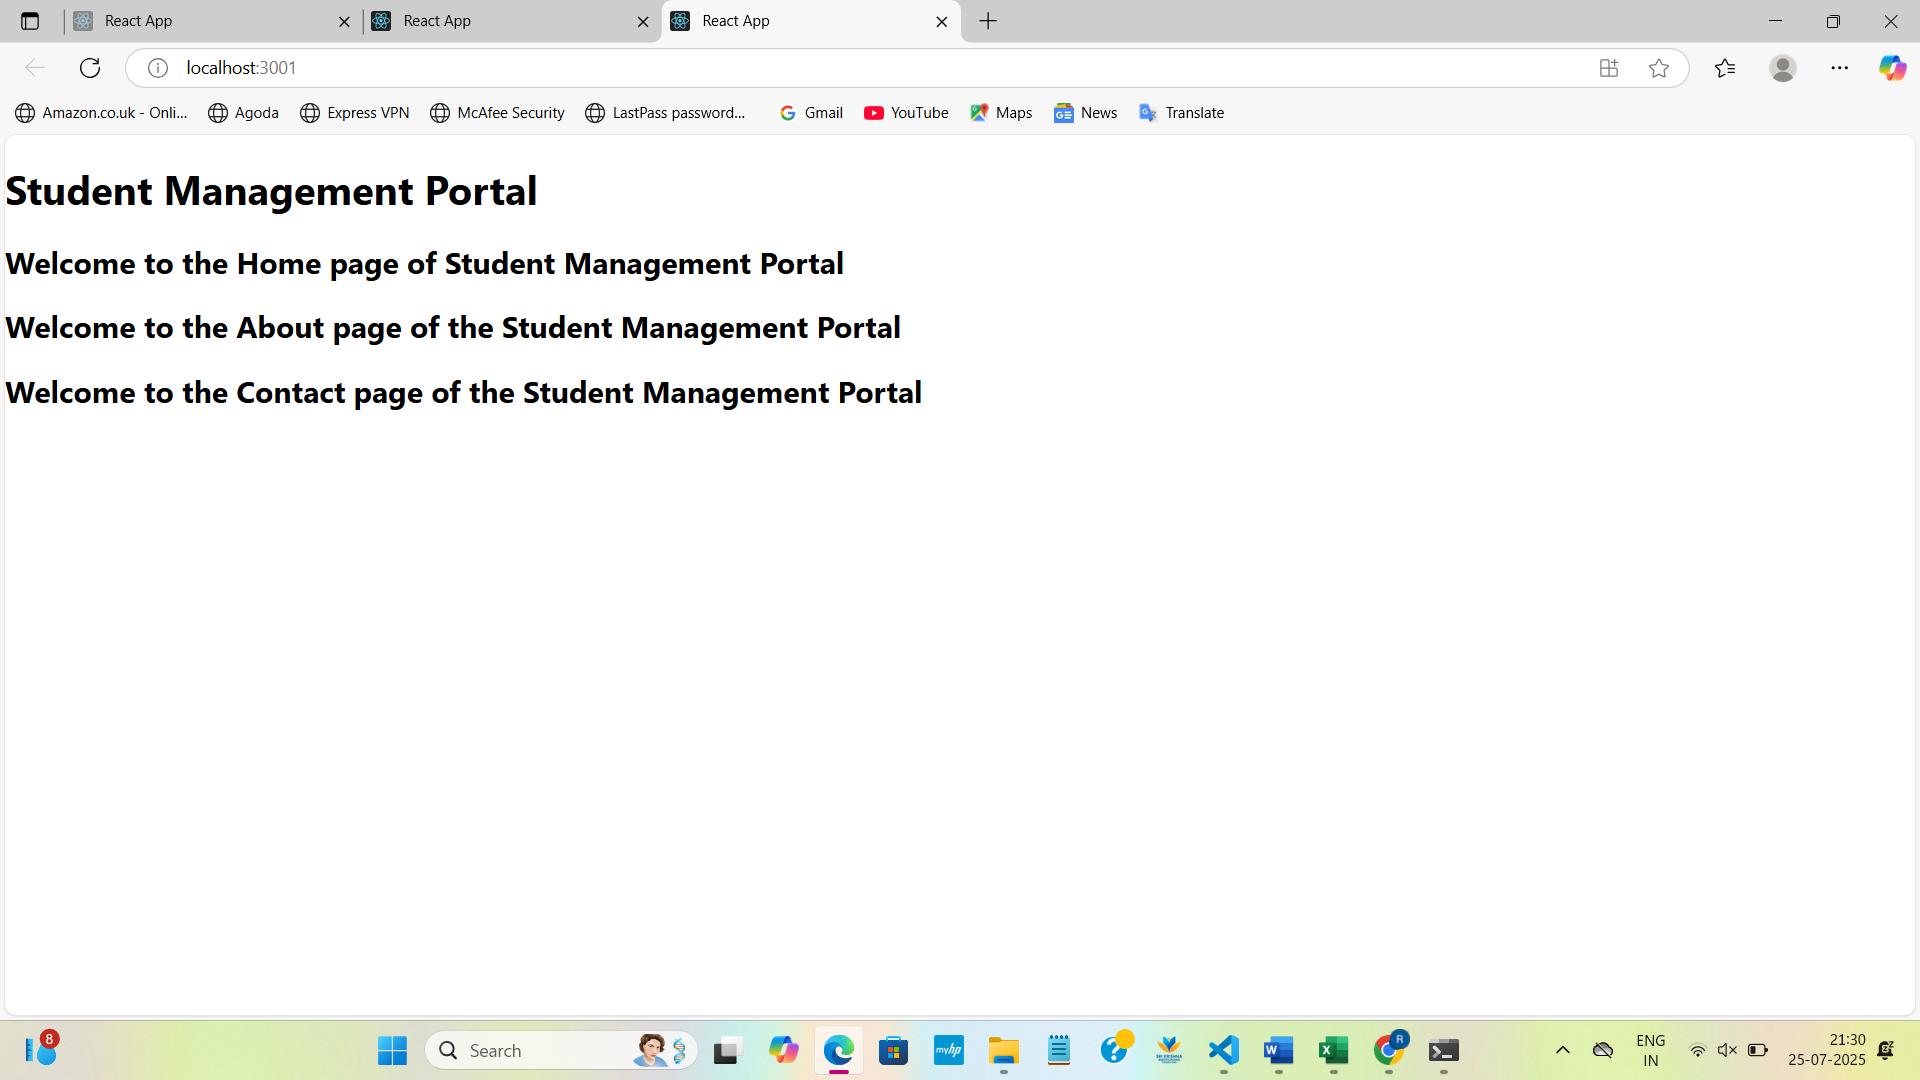 React App
React App
React App
localhost:3001
Amazon.co.uk - Onli...
Agoda
Express VPN
McAfee Security
LastPass password...
Gmail
YouTube
Maps
News
Translate
Student Management Portal
Welcome to the Home page of Student Management Portal
Welcome to the About page of the Student Management Portal
Welcome to the Contact page of the Student Management Portal
8
Search
myhp
R
ENG
IN
21:30
25-07-2025